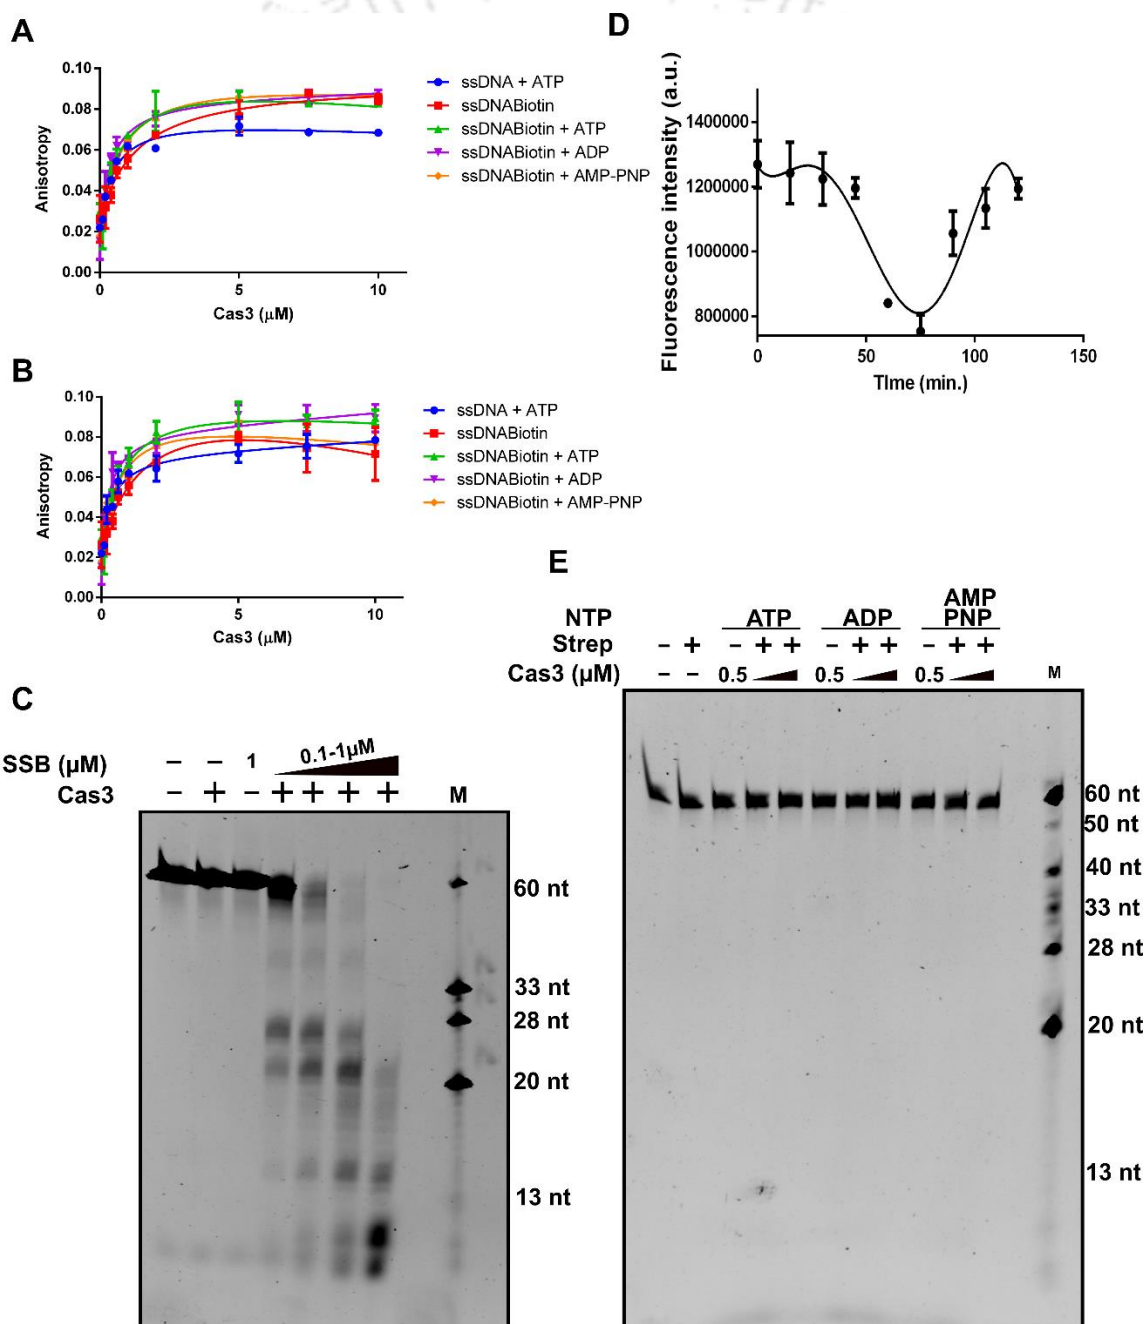 A
0.10
0.08
0.06
0.04
0.02
0.00
Anisotropy
0
5
10
Cas3 (μM)
ssDNA + ATP
ssDNABiotin
ssDNABiotin + ATP
ssDNABiotin + ADP
ssDNABiotin + AMP-PNP
D
Fluorescence intensity (a.u.)
1400000
1200000
1000000
800000
0
50
100
150
TIme (min.)
B
0.10
0.08
0.06
0.04
0.02
0.00
Anisotropy
0
5
10
Cas3 (μM)
ssDNA + ATP
ssDNABiotin
ssDNABiotin + ATP
ssDNABiotin + ADP
ssDNABiotin + AMP-PNP
C
SSB (μM) – – 1 0.1-1μM
Cas3 – + – + + + + M
60 nt
33 nt
28 nt
20 nt
13 nt
E
NTP ATP ADP AMP PNP
Strep – + – + + – + + – + +
Cas3 (μM) – – 0.5 0.5 0.5 M
60 nt
50 nt
40 nt
33 nt
28 nt
20 nt
13 nt